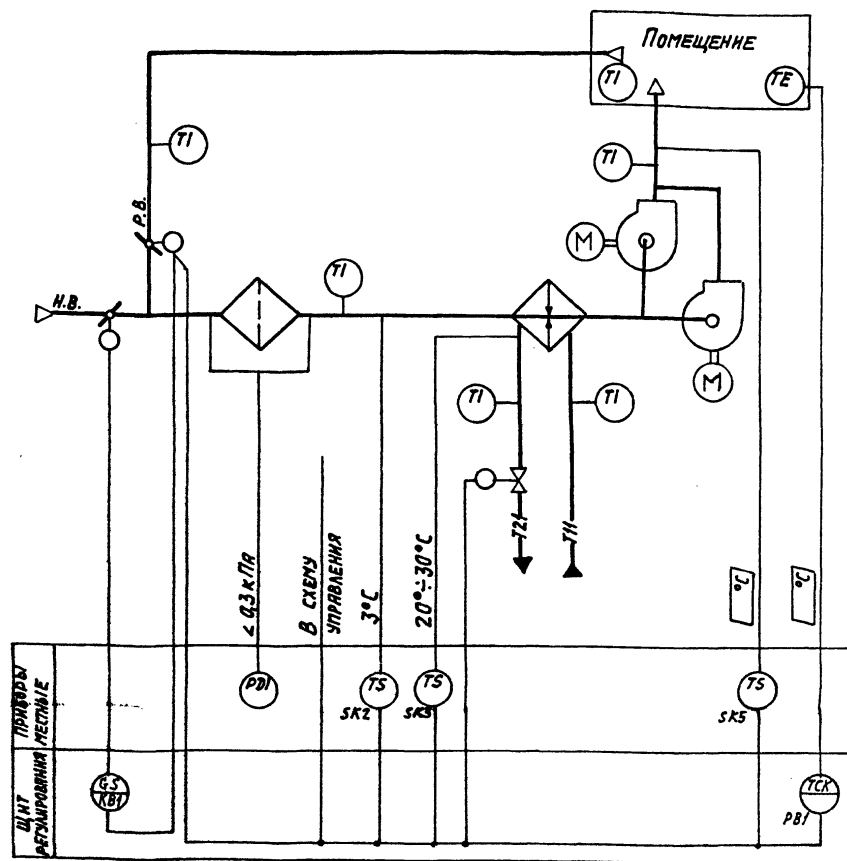 Помещение
TI
TE
TI
TI
Р.В.
М
TI
Н.В.
М
TI
TI
T21
T11
< 0,3 кПа
В СХЕМУ
УПРАВЛЕНИЯ
3°С
20°÷30°С
°С
°С
ПРИБОРЫ
МЕСТНЫЕ
PDI
TS
SK2
TS
SK3
TS
SK5
ЩИТ
РЕГУЛИРОВАНИЯ
GS
KB1
TCK
PB1